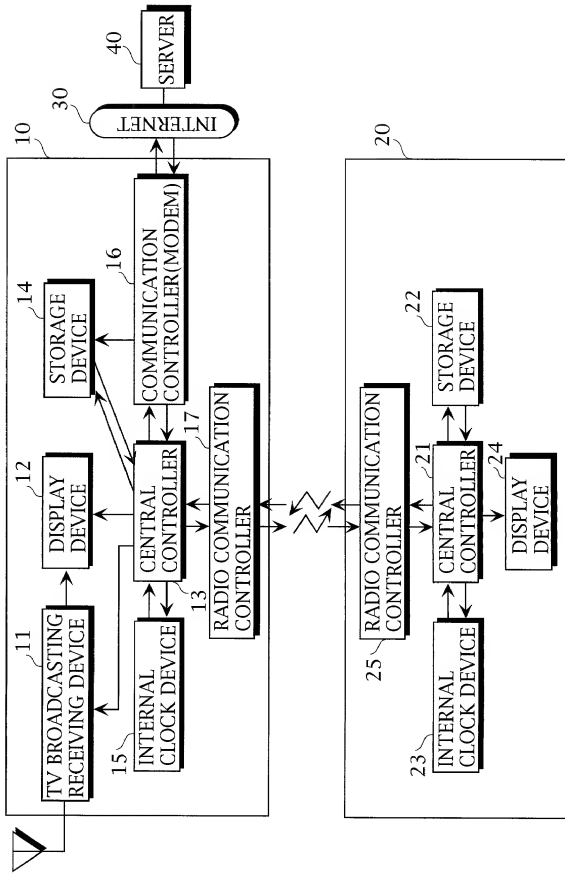 10
11
TV BROADCASTING
RECEIVING DEVICE
12
DISPLAY
DEVICE
14
STORAGE
DEVICE
15
INTERNAL
CLOCK DEVICE
13
CENTRAL
CONTROLLER
16
COMMUNICATION
CONTROLLER(MODEM)
30
INTERNET
40
SERVER
17
RADIO COMMUNICATION
CONTROLLER
20
25
RADIO COMMUNICATION
CONTROLLER
23
INTERNAL
CLOCK DEVICE
21
CENTRAL
CONTROLLER
22
STORAGE
DEVICE
24
DISPLAY
DEVICE